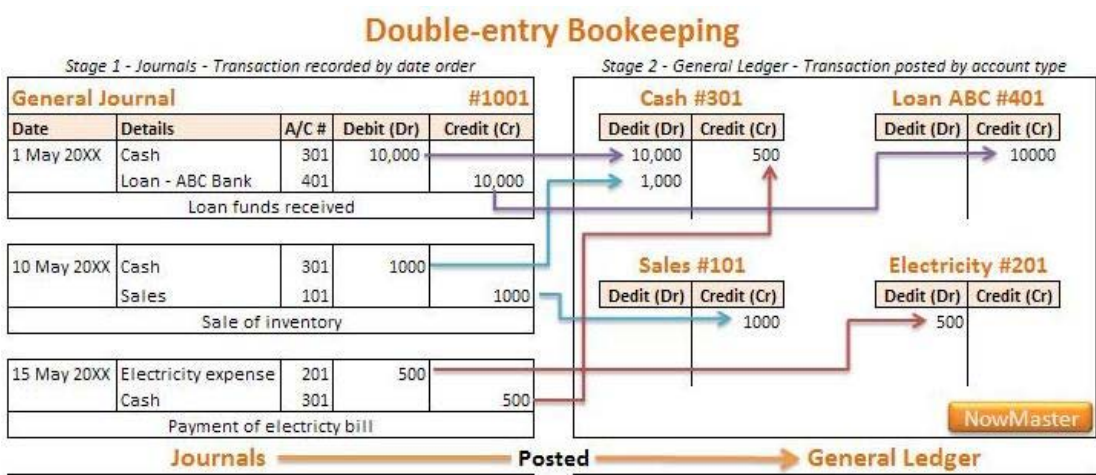 Double-entry Bookeeping
Stage 1 - Journals - Transaction recorded by date order
General Journal #1001
Date Details A/C # Debit (Dr) Credit (Cr)
1 May 20XX Cash 301 10,000
Loan - ABC Bank 401 10,000
Loan funds received
10 May 20XX Cash 301 1000
Sales 101 1000
Sale of inventory
15 May 20XX Electricity expense 201 500
Cash 301 500
Payment of electricty bill
Stage 2 - General Ledger - Transaction posted by account type
Cash #301
Dedit (Dr) Credit (Cr)
10,000 500
1,000
Loan ABC #401
Dedit (Dr) Credit (Cr)
10000
Sales #101
Dedit (Dr) Credit (Cr)
1000
Electricity #201
Dedit (Dr) Credit (Cr)
500
NowMaster
Journals Posted General Ledger